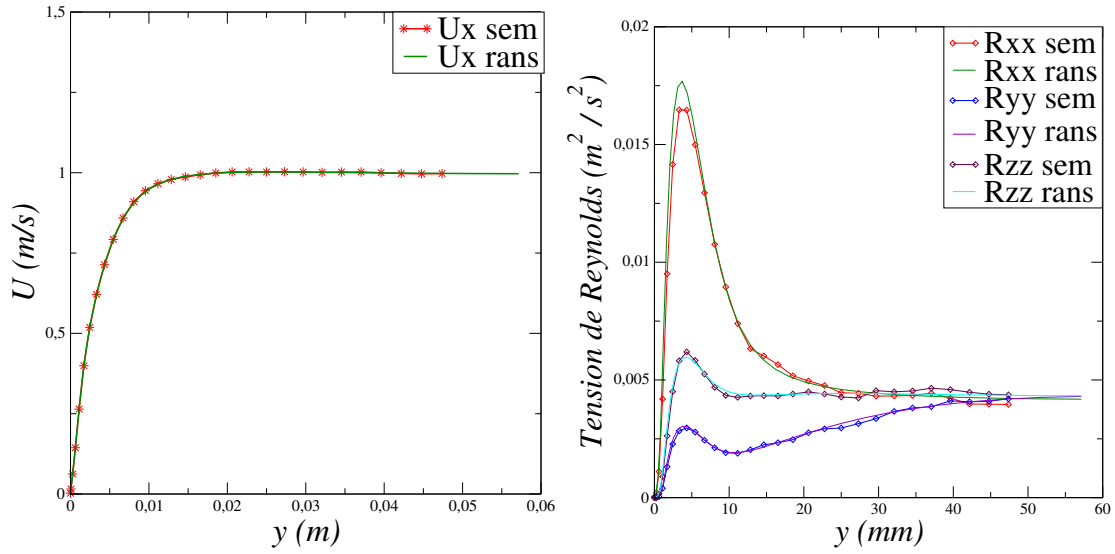 1,5
1
0,5
0
U (m/s)
Ux sem
Ux rans
0 0,01 0,02 0,03 0,04 0,05 0,06
y (m)
0,02
0,015
0,01
0,005
0
Tension de Reynolds (m² / s²)
Rxx sem
Rxx rans
Ryy sem
Ryy rans
Rzz sem
Rzz rans
0 10 20 30 40 50 60
y (mm)